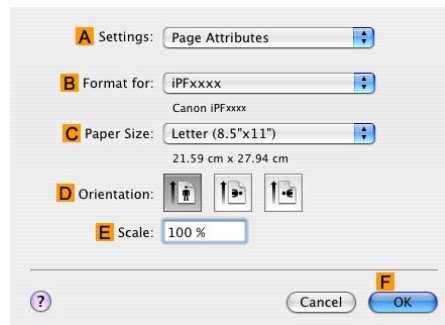 A Settings: Page Attributes
B Format for: iPFxxxx
Canon iPFxxxx
C Paper Size: Letter (8.5"x11")
21.59 cm x 27.94 cm
D Orientation:
E Scale: 100 %
F
? Cancel OK